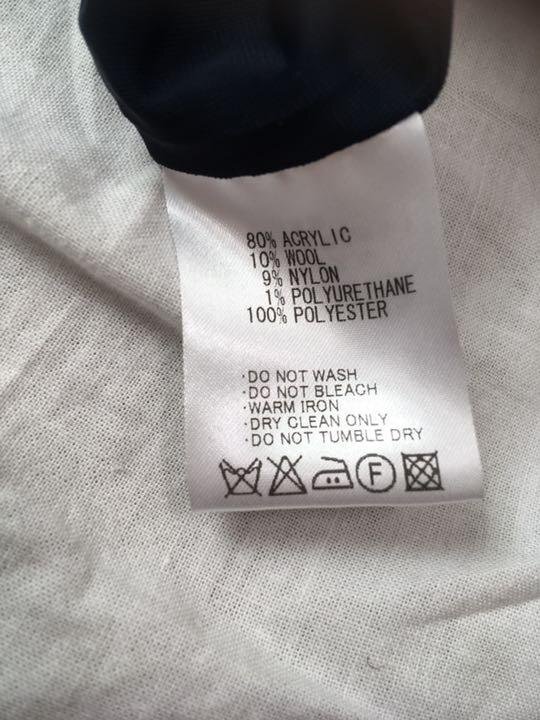 80% ACRYLIC
10% WOOL
9% NYLON
1% POLYURETHANE
100% POLYESTER
·DO NOT WASH
·DO NOT BLEACH
·WARM IRON
·DRY CLEAN ONLY
·DO NOT TUMBLE DRY
F